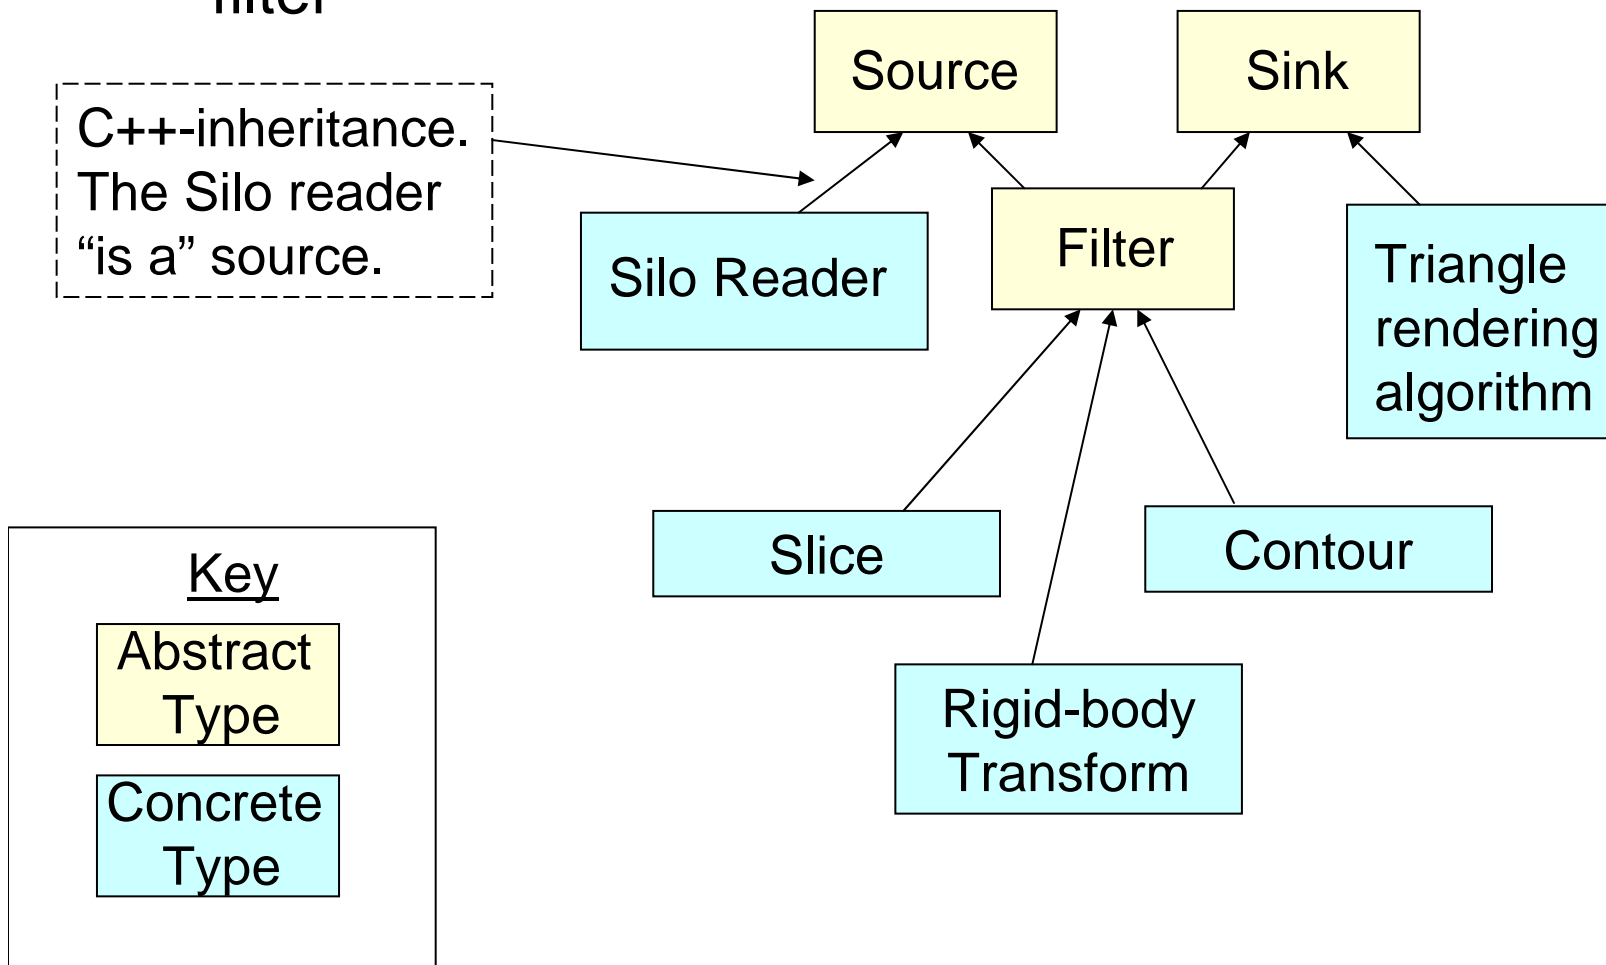 filter
Source
Sink
C++-inheritance.
The Silo reader
“is a” source.
Silo Reader
Filter
Triangle
rendering
algorithm
Slice
Contour
Rigid-body
Transform
Key
Abstract
Type
Concrete
Type